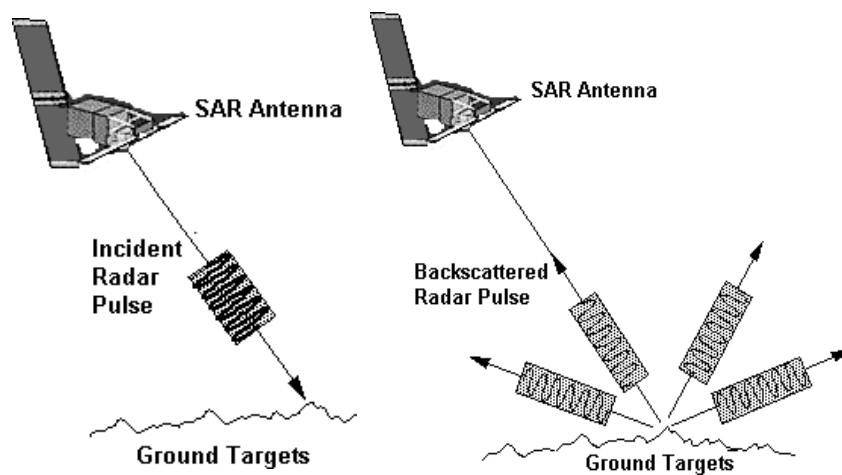 SAR Antenna
Incident
Radar
Pulse
Ground Targets
SAR Antenna
Backscattered
Radar Pulse
Ground Targets